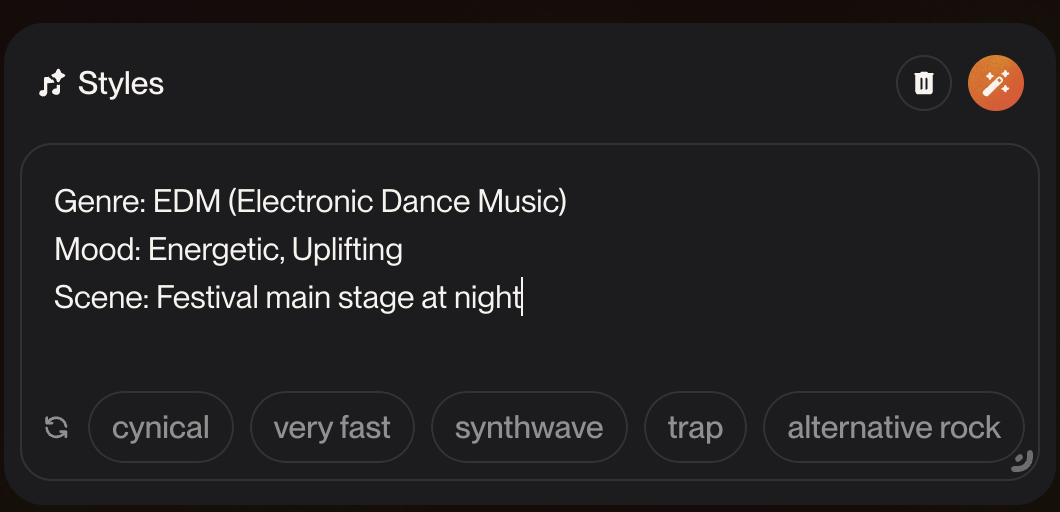 Styles
Genre: EDM (Electronic Dance Music)
Mood: Energetic, Uplifting
Scene: Festival main stage at night
cynical very fast synthwave trap alternative rock